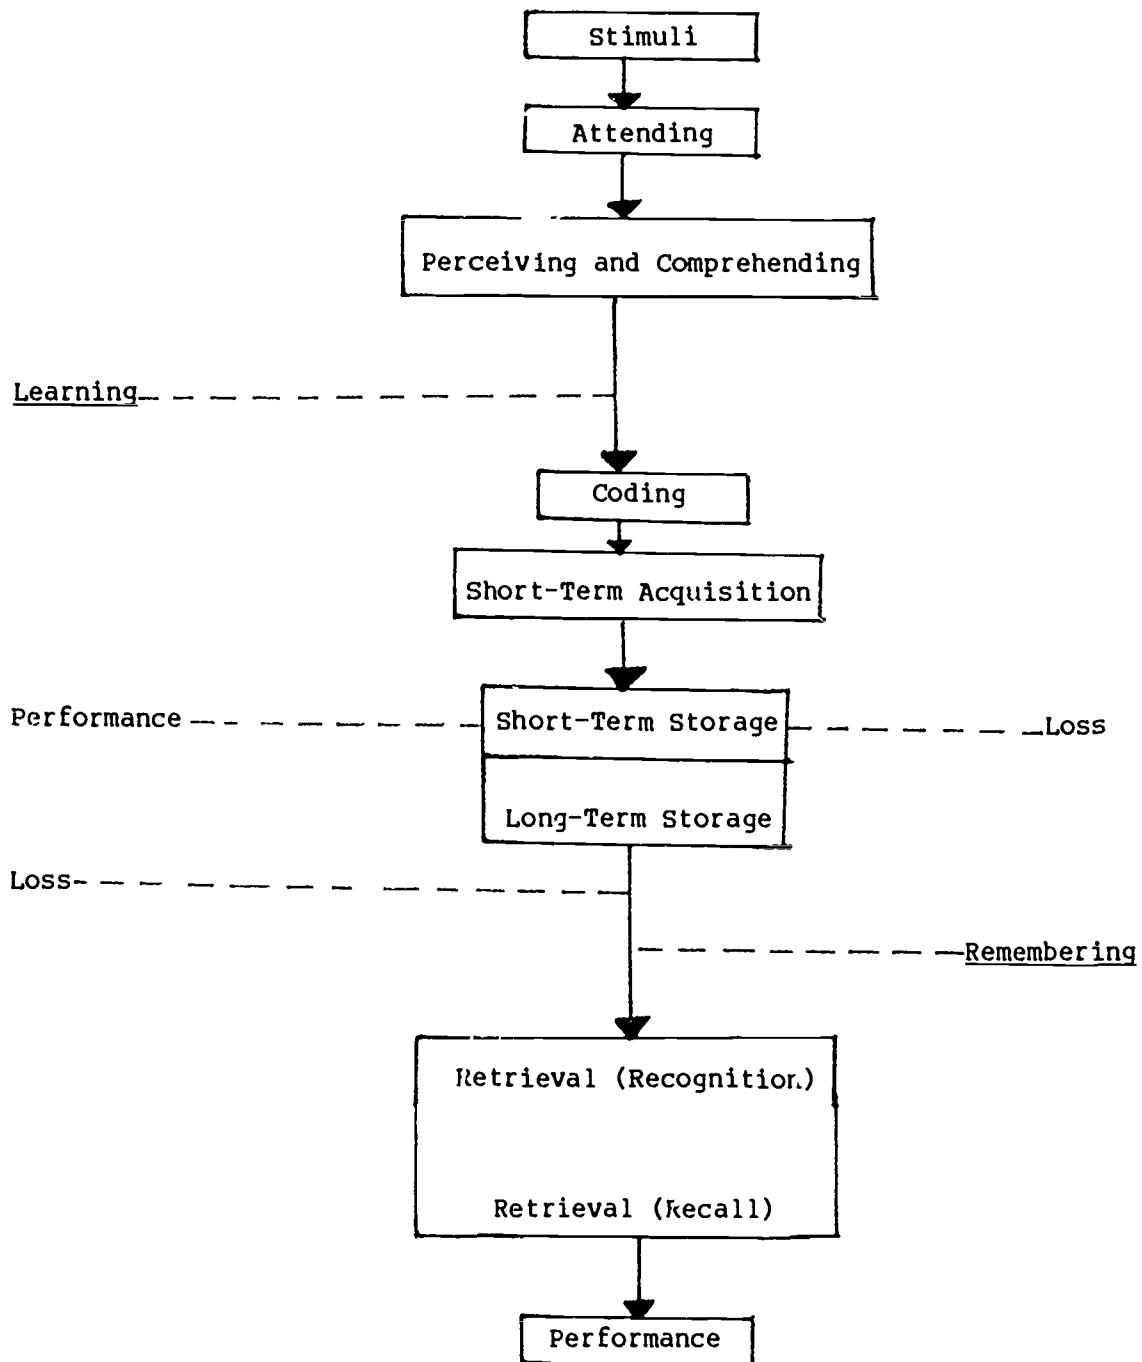 Stimuli
Attending
Perceiving and Comprehending
Learning
Coding
Short-Term Acquisition
Performance
Short-Term Storage
Loss
Long-Term Storage
Loss
Remembering
Retrieval (Recognition)
Retrieval (Recall)
Performance